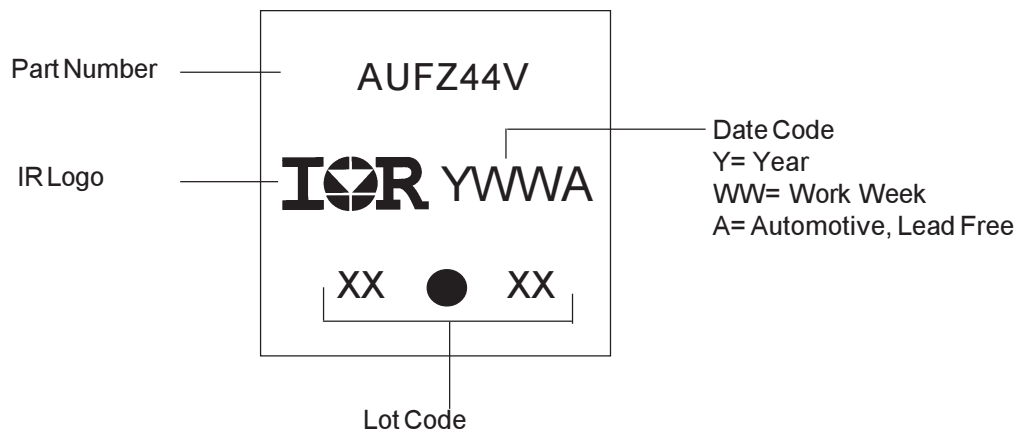 Part Number
AUFZ44V
IR Logo
IOR YWWA
Date Code
Y= Year
WW= Work Week
A= Automotive, Lead Free
XX XX
Lot Code